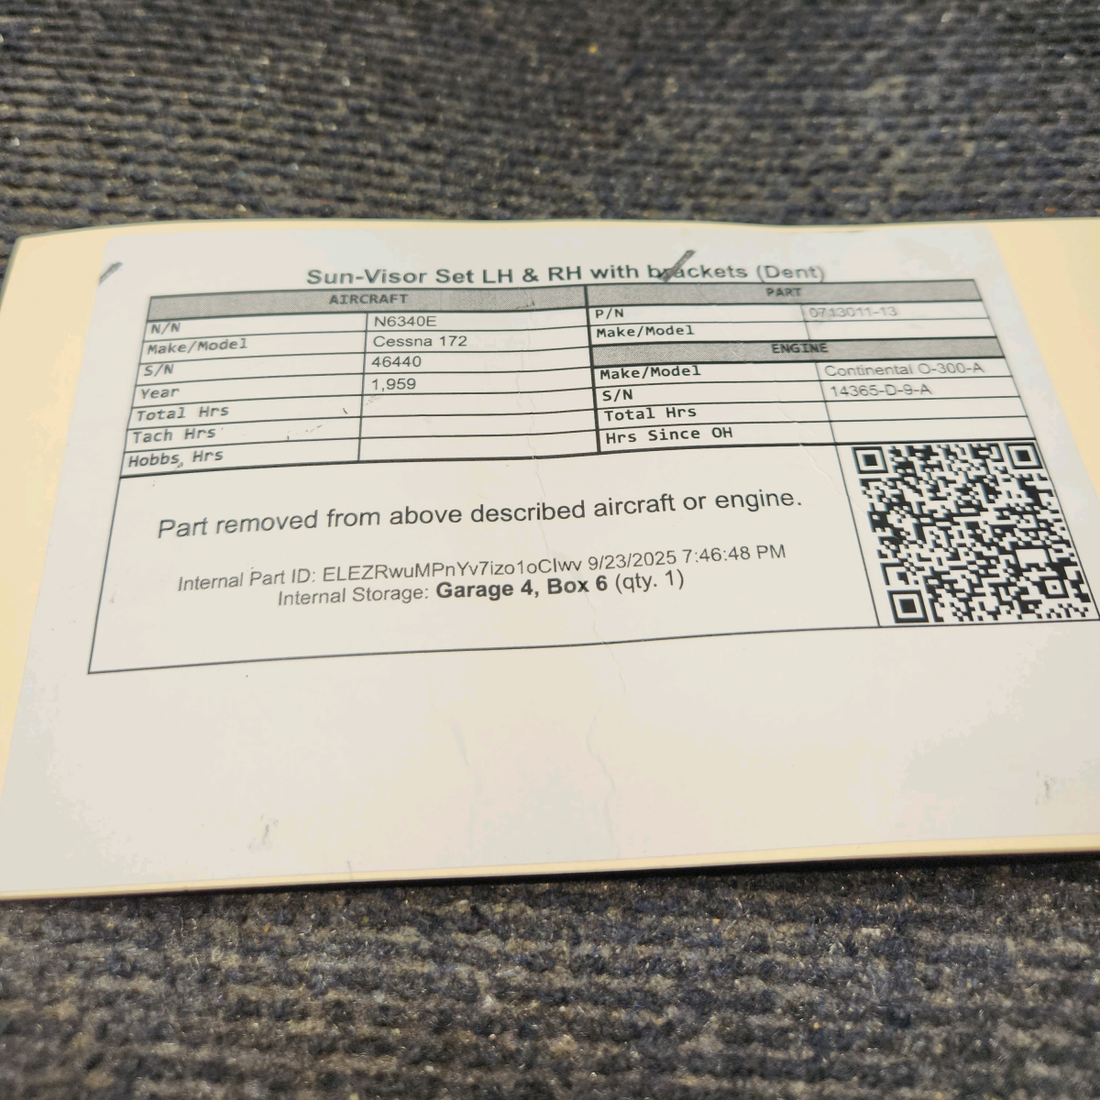 Sun-Visor Set LH & RH with brackets (Dent)
AIRCRAFT
N/N N6340E
Make/Model Cessna 172
S/N 46440
Year 1,959
Total Hrs
Tach Hrs
Hobbs, Hrs
PART
P/N 0713011-13
Make/Model
ENGINE
Make/Model Continental O-300-A
S/N 14365-D-9-A
Total Hrs
Hrs Since OH
Part removed from above described aircraft or engine.
Internal Part ID: ELEZRwuMPnYv7izo1oCIwv 9/23/2025 7:46:48 PM
Internal Storage: Garage 4, Box 6 (qty. 1)